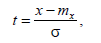 t = (x − mₓ) / σ ,